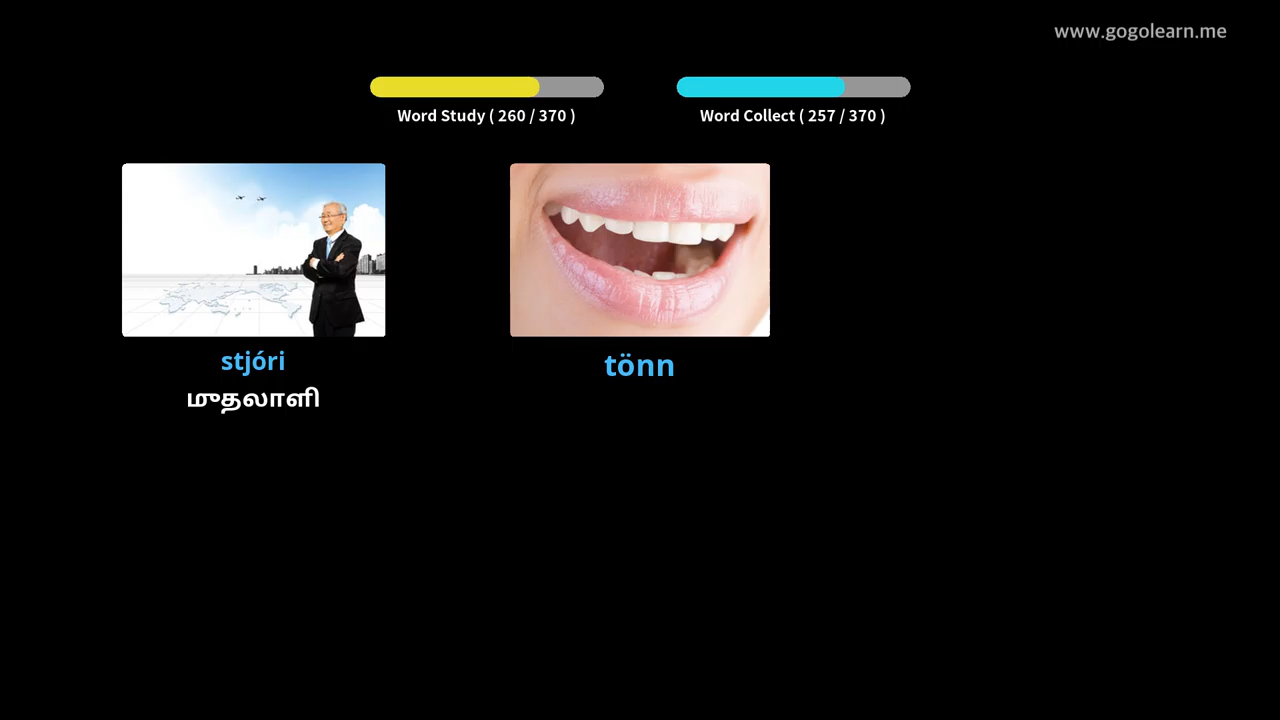 www.gogolearn.me
Word Study ( 260 / 370 )
Word Collect ( 257 / 370 )
stjóri
முதலாளி
tönn